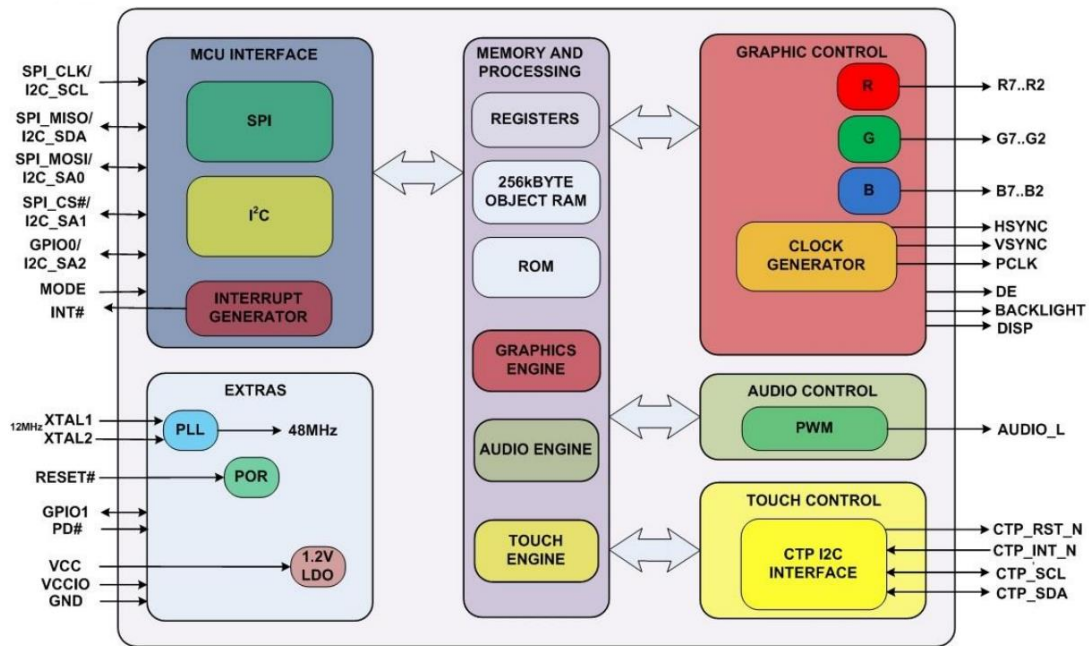 MCU INTERFACE
SPI_CLK/
I2C_SCL
SPI_MISO/
I2C_SDA
SPI_MOSI/
I2C_SA0
SPI_CS#/
I2C_SA1
GPIO0/
I2C_SA2
MODE
INT#
SPI
I²C
INTERRUPT
GENERATOR
EXTRAS
12MHz
XTAL1
XTAL2
PLL
48MHz
RESET#
POR
GPIO1
PD#
VCC
VCCIO
GND
1.2V
LDO
MEMORY AND
PROCESSING
REGISTERS
256kBYTE
OBJECT RAM
ROM
GRAPHICS
ENGINE
AUDIO ENGINE
TOUCH
ENGINE
GRAPHIC CONTROL
R
G
B
CLOCK
GENERATOR
R7..R2
G7..G2
B7..B2
HSYNC
VSYNC
PCLK
DE
BACKLIGHT
DISP
AUDIO CONTROL
PWM
AUDIO_L
TOUCH CONTROL
CTP I2C
INTERFACE
CTP_RST_N
CTP_INT_N
CTP_SCL
CTP_SDA